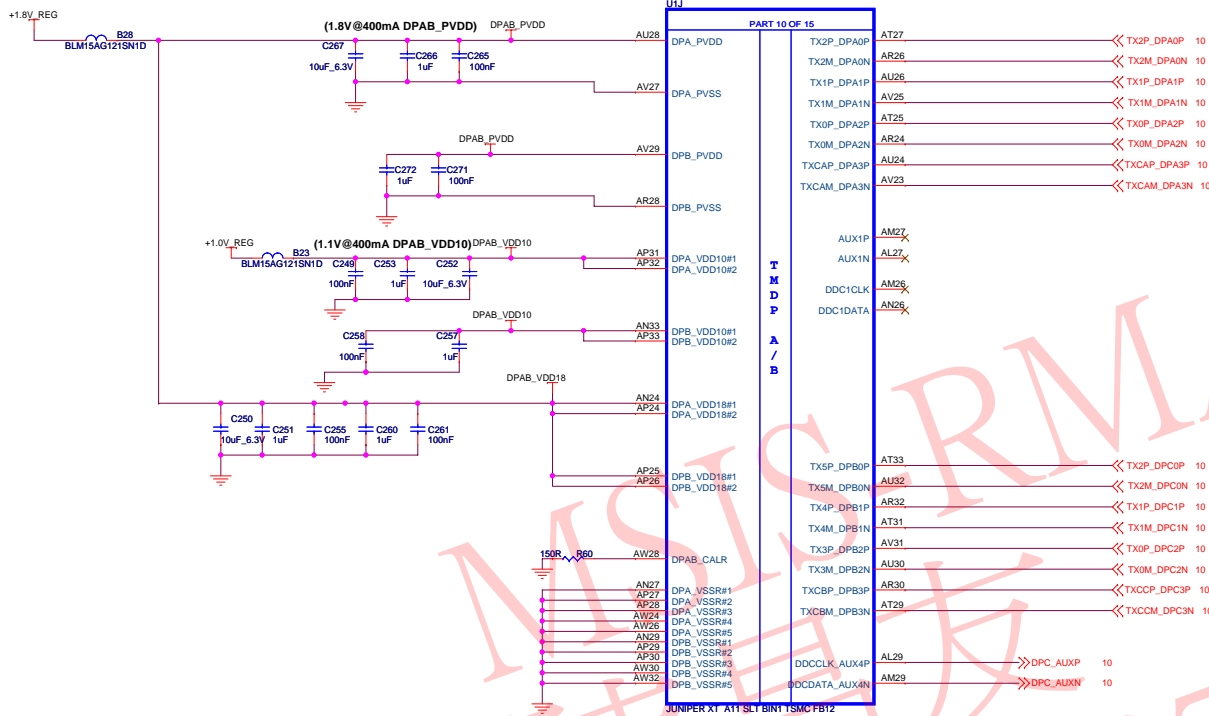 U1J
PART 10 OF 15
+1.8V_REG
B28
BLM15AG121SN1D
(1.8V@400mA DPAB_PVDD)
DPAB_PVDD
C267
10uF_6.3V
C266
1uF
C265
100nF
AU28
DPA_PVDD
AV27
DPA_PVSS
DPAB_PVDD
C272
1uF
C271
100nF
AV29
DPB_PVDD
AR28
DPB_PVSS
+1.0V_REG
B23
BLM15AG121SN1D
(1.1V@400mA DPAB_VDD10)
DPAB_VDD10
C249
100nF
C253
1uF
C252
10uF_6.3V
AP31
DPA_VDD10#1
AP32
DPA_VDD10#2
DPAB_VDD10
C258
100nF
C257
1uF
AN33
DPB_VDD10#1
AP33
DPB_VDD10#2
DPAB_VDD18
C250
10uF_6.3V
C251
1uF
C255
100nF
C260
1uF
C261
100nF
AN24
DPA_VDD18#1
AP24
DPA_VDD18#2
AP25
DPB_VDD18#1
AP26
DPB_VDD18#2
150R
R60
AW28
DPAB_CALR
AN27
DPA_VSSR#1
AP27
DPA_VSSR#2
AP28
DPA_VSSR#3
AW24
DPA_VSSR#4
AW26
DPA_VSSR#5
AN29
DPB_VSSR#1
AP29
DPB_VSSR#2
AP30
DPB_VSSR#3
AW30
DPB_VSSR#4
AW32
DPB_VSSR#5
TMDP A/B
TX2P_DPA0P AT27 TX2P_DPA0P 10
TX2M_DPA0N AR26 TX2M_DPA0N 10
TX1P_DPA1P AU26 TX1P_DPA1P 10
TX1M_DPA1N AV25 TX1M_DPA1N 10
TX0P_DPA2P AT25 TX0P_DPA2P 10
TX0M_DPA2N AR24 TX0M_DPA2N 10
TXCAP_DPA3P AU24 TXCAP_DPA3P 10
TXCAM_DPA3N AV23 TXCAM_DPA3N 10
AUX1P AM27
AUX1N AL27
DDC1CLK AM26
DDC1DATA AN26
TX5P_DPB0P AT33 TX2P_DPC0P 10
TX5M_DPB0N AU32 TX2M_DPC0N 10
TX4P_DPB1P AR32 TX1P_DPC1P 10
TX4M_DPB1N AT31 TX1M_DPC1N 10
TX3P_DPB2P AV31 TX0P_DPC2P 10
TX3M_DPB2N AU30 TX0M_DPC2N 10
TXCBP_DPB3P AR30 TXCCP_DPC3P 10
TXCBM_DPB3N AT29 TXCCM_DPC3N 10
DDCCLK_AUX4P AL29 DPC_AUXP 10
DDCDATA_AUX4N AM29 DPC_AUXN 10
JUNIPER XT A11 SLT BIN1 TSMC FB12
MSIS-RMA